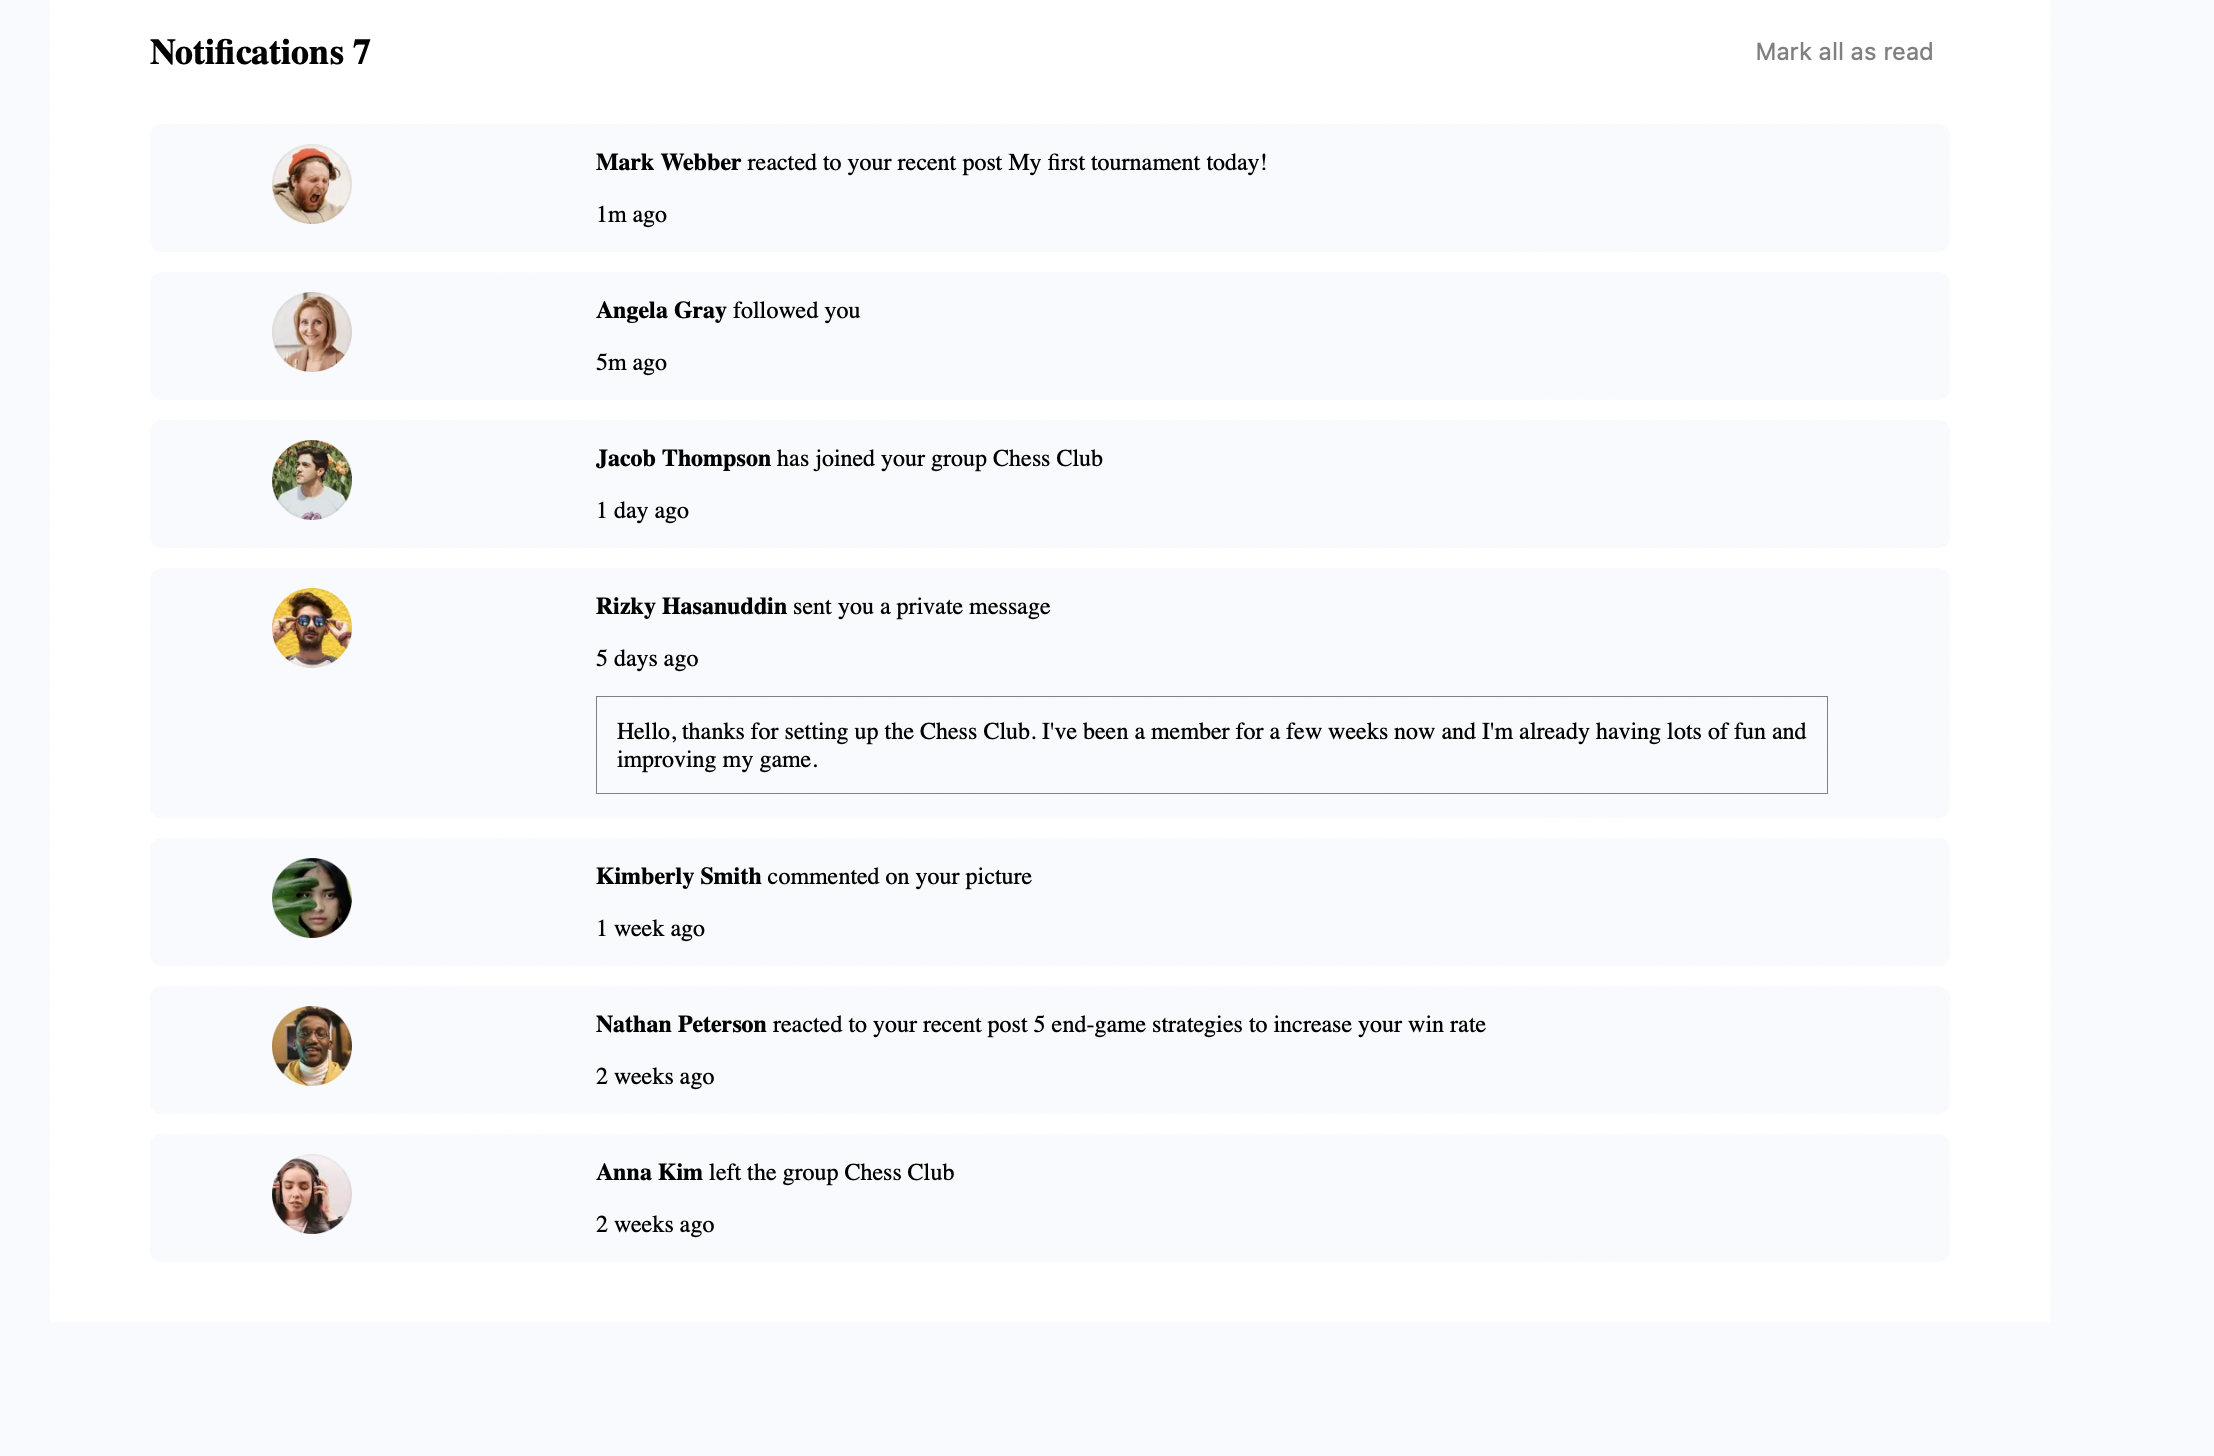 Notifications 7
Mark all as read
Mark Webber reacted to your recent post My first tournament today!
1m ago
Angela Gray followed you
5m ago
Jacob Thompson has joined your group Chess Club
1 day ago
Rizky Hasanuddin sent you a private message
5 days ago
Hello, thanks for setting up the Chess Club. I've been a member for a few weeks now and I'm already having lots of fun and
improving my game.
Kimberly Smith commented on your picture
1 week ago
Nathan Peterson reacted to your recent post 5 end-game strategies to increase your win rate
2 weeks ago
Anna Kim left the group Chess Club
2 weeks ago